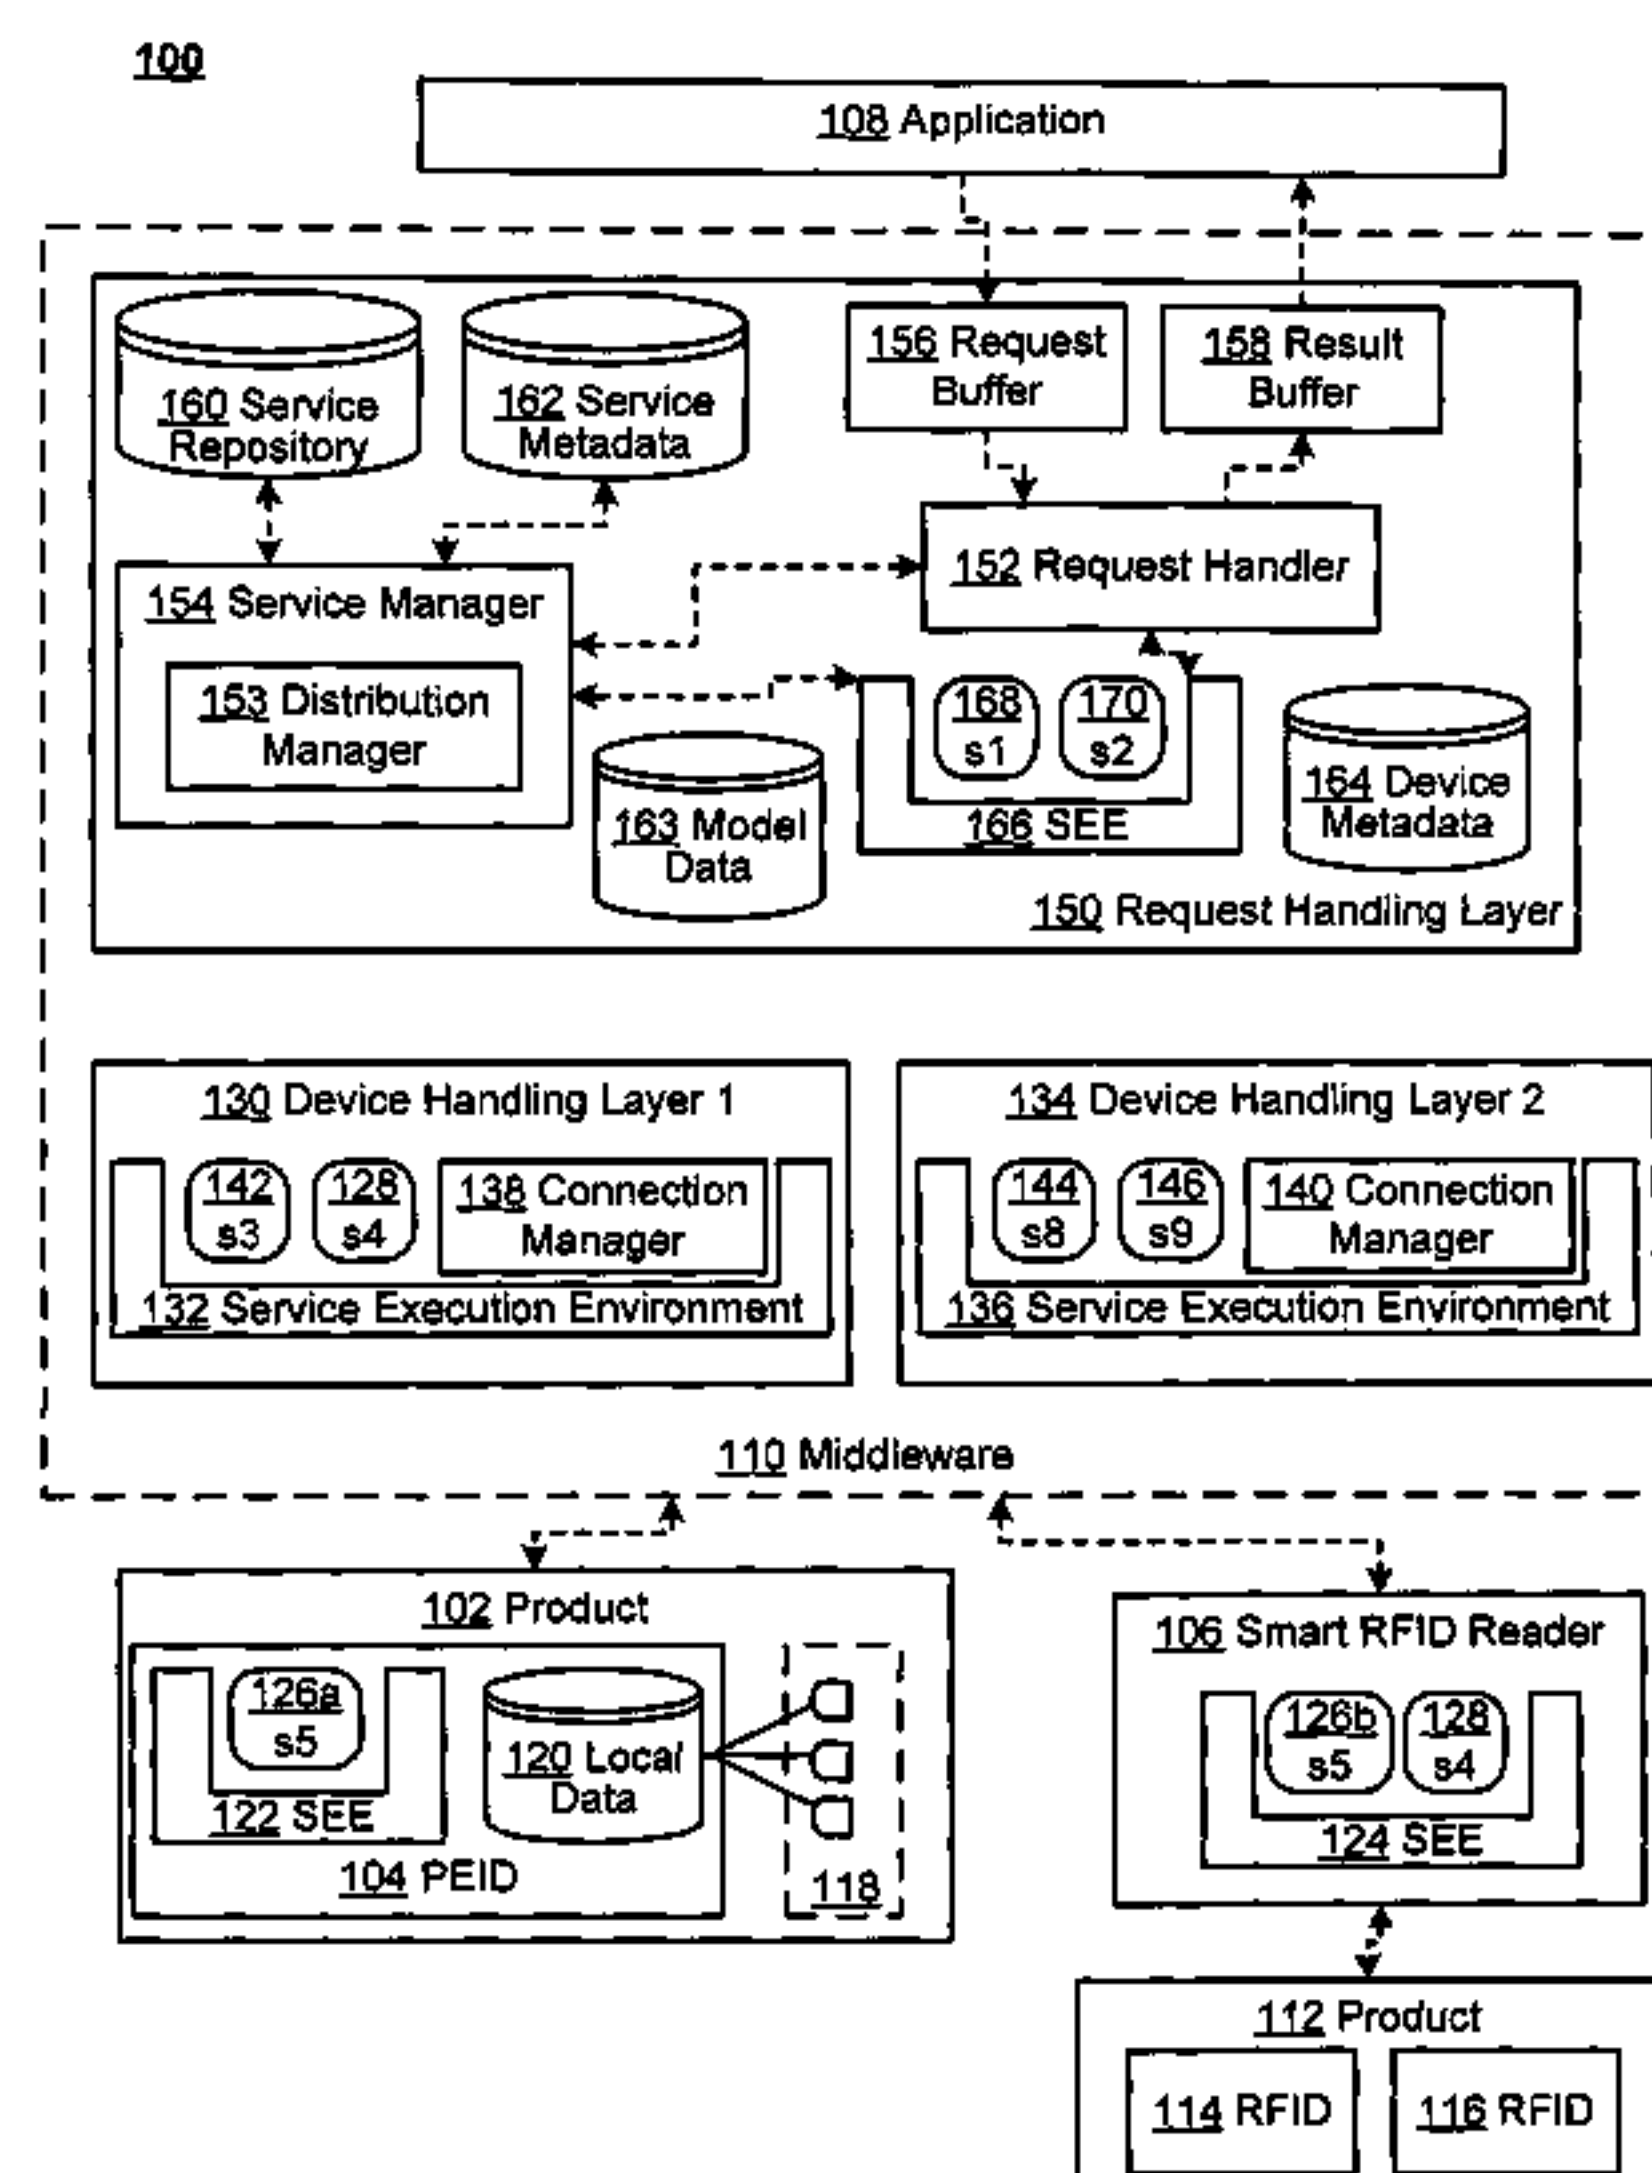 100
108 Application
156 Request
Buffer
158 Result
Buffer
160 Service
Repository
162 Service
Metadata
152 Request Handler
154 Service Manager
153 Distribution
Manager
168
s1
170
s2
166 SEE
163 Model
Data
164 Device
Metadata
150 Request Handling Layer
130 Device Handling Layer 1
142
s3
128
s4
138 Connection
Manager
132 Service Execution Environment
134 Device Handling Layer 2
144
s8
146
s9
140 Connection
Manager
136 Service Execution Environment
110 Middleware
102 Product
126a
s5
122 SEE
120 Local
Data
104 PEID
118
106 Smart RFID Reader
126b
s5
128
s4
124 SEE
112 Product
114 RFID
116 RFID